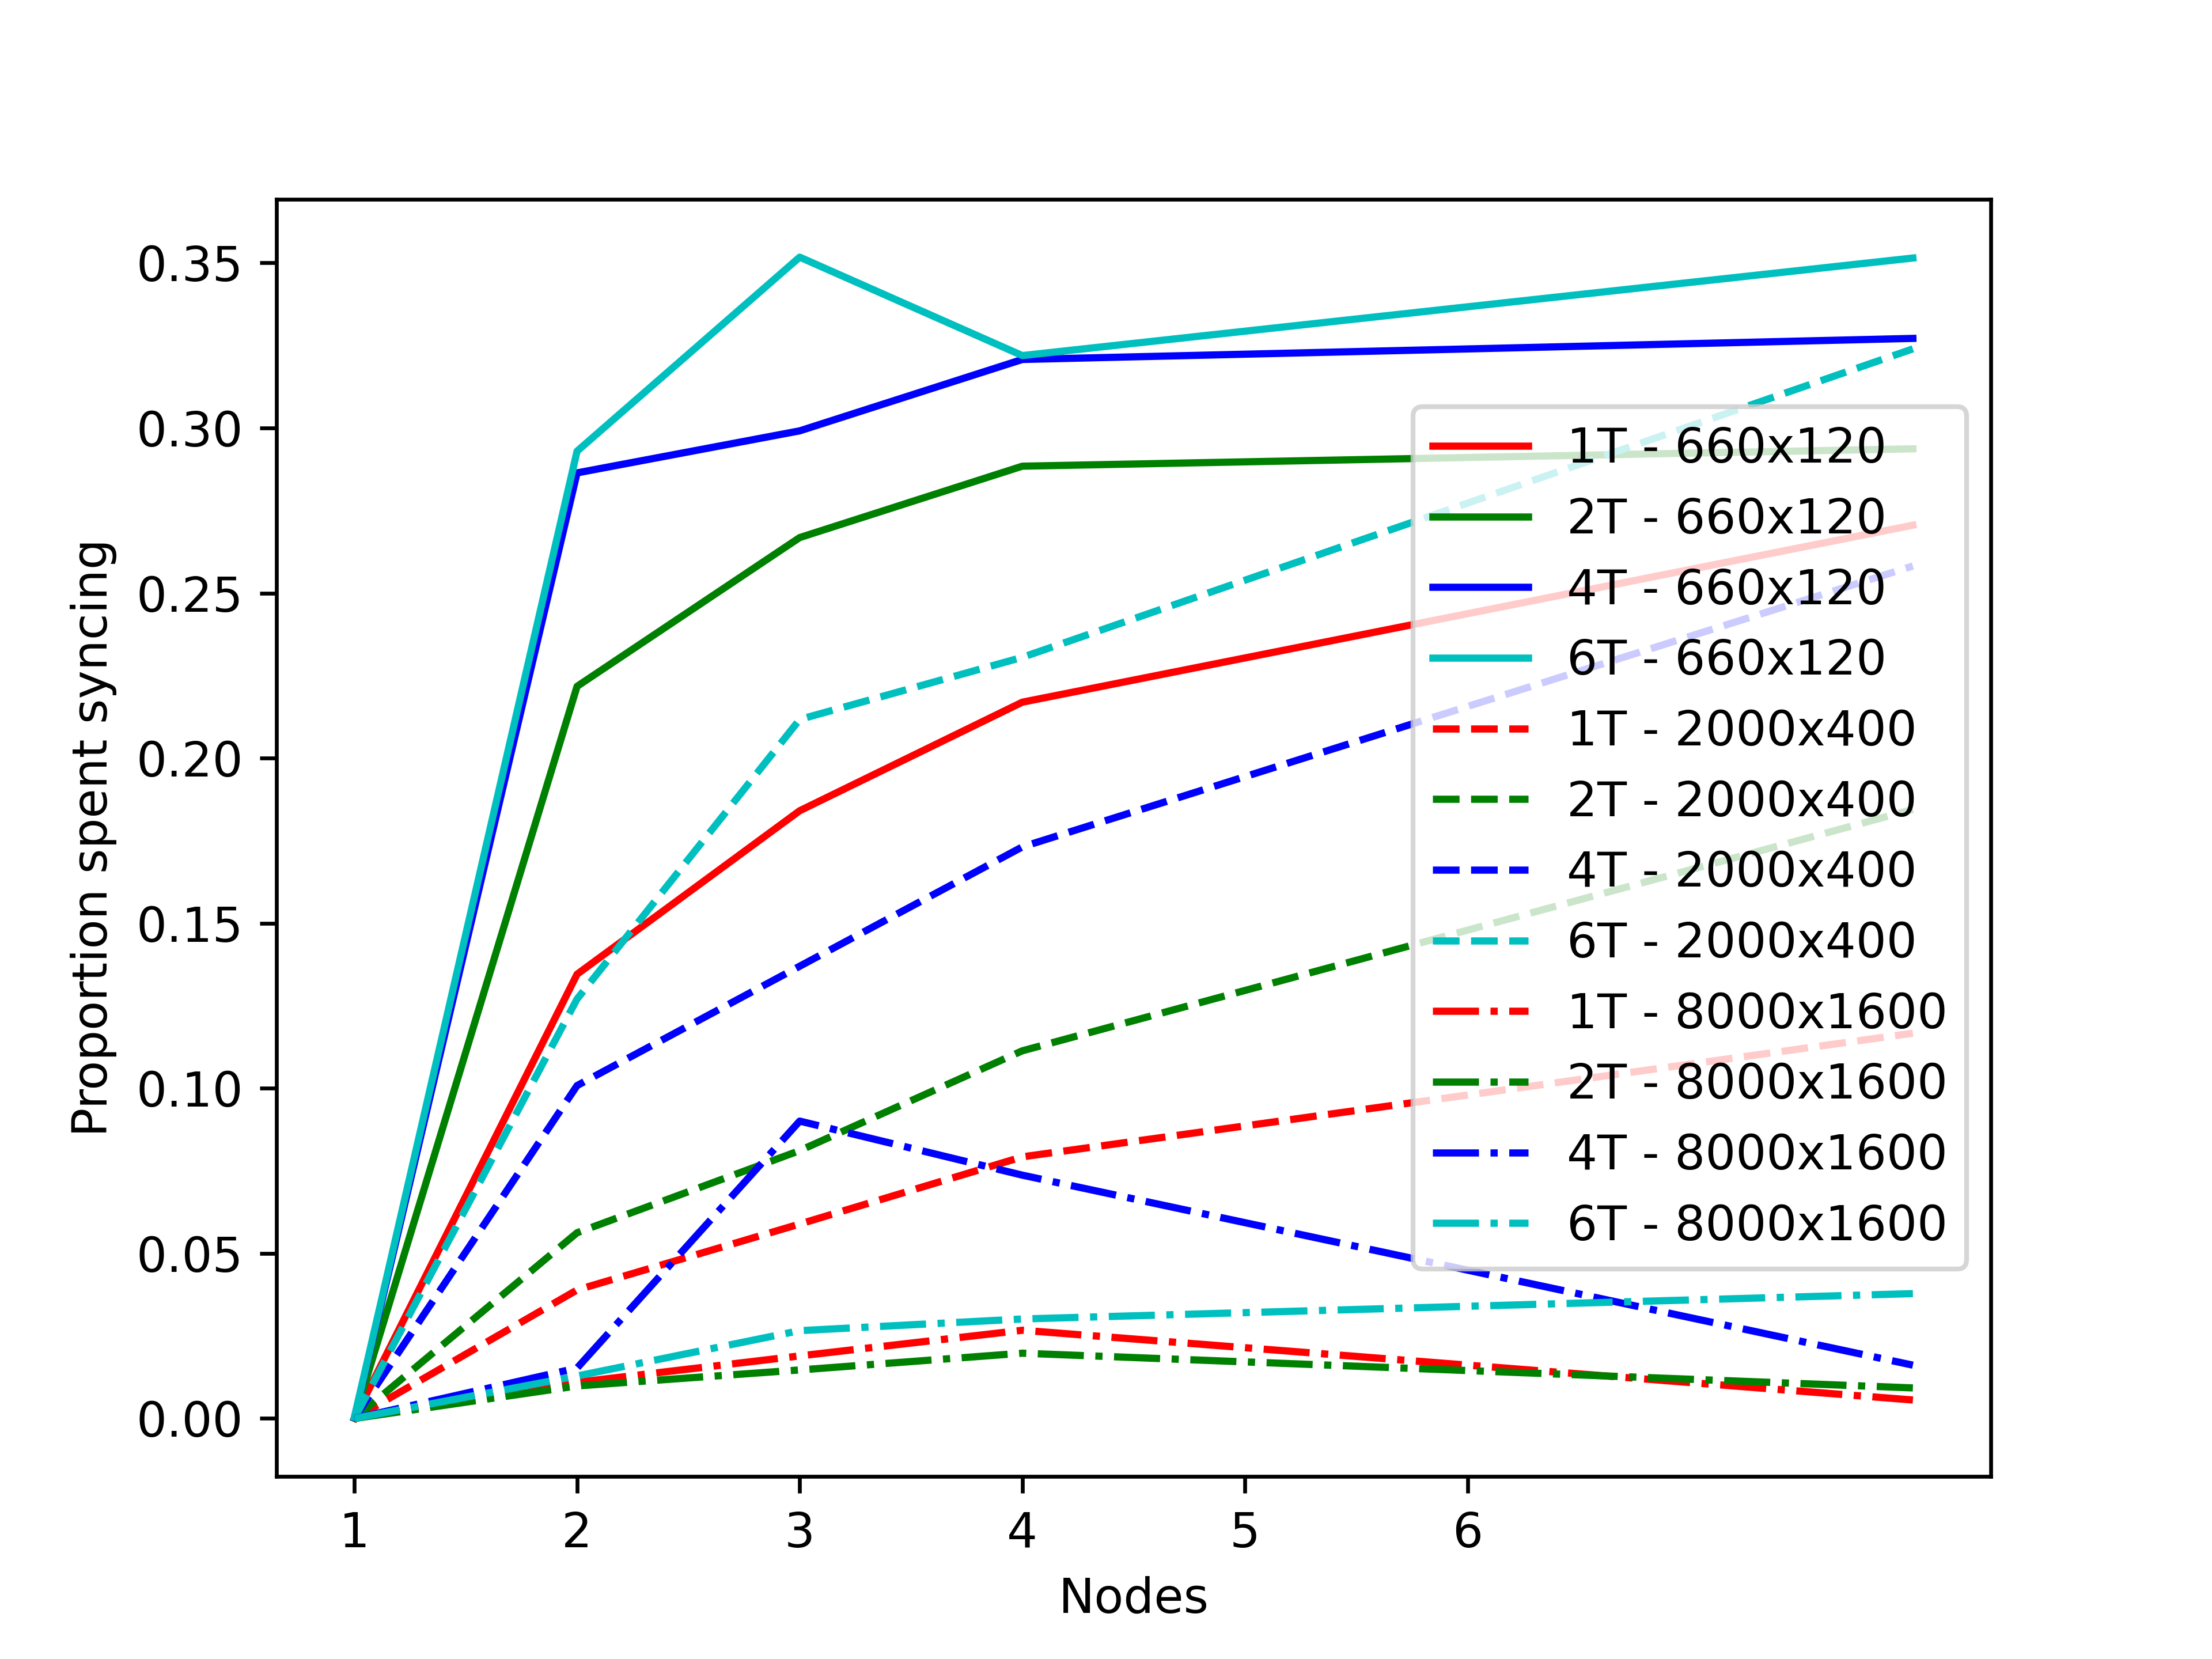 0.35
0.30
0.25
0.20
0.15
0.10
0.05
0.00
Proportion spent syncing
1T - 660x120
2T - 660x120
4T - 660x120
6T - 660x120
1T - 2000x400
2T - 2000x400
4T - 2000x400
6T - 2000x400
1T - 8000x1600
2T - 8000x1600
4T - 8000x1600
6T - 8000x1600
1 2 3 4 5 6
Nodes